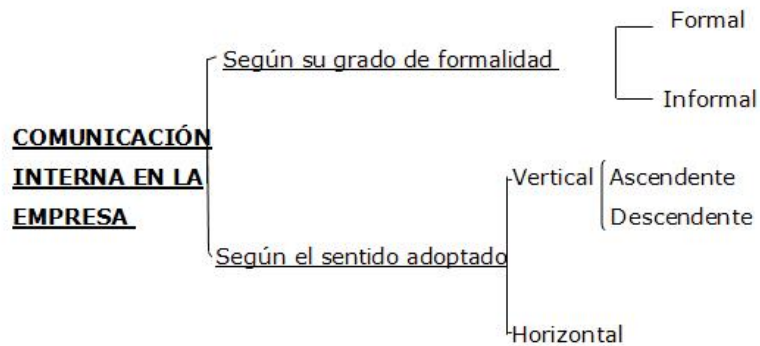 Formal
Según su grado de formalidad
Informal
COMUNICACIÓN
INTERNA EN LA
EMPRESA
Vertical Ascendente
Descendente
Según el sentido adoptado
Horizontal